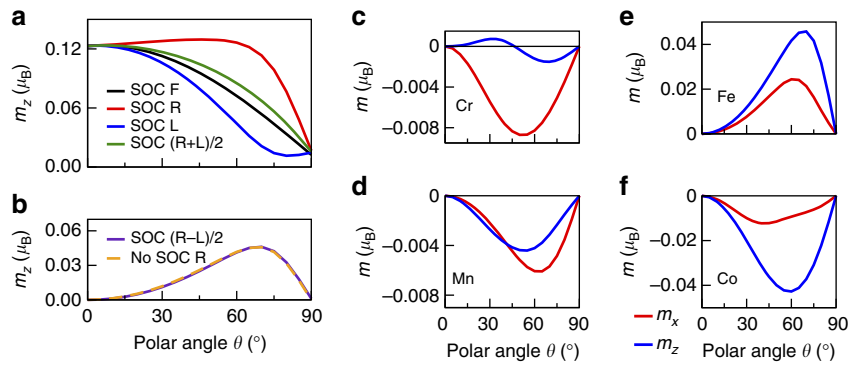 a
m_z (μ_B)
0.12
0.06
0.00
SOC F
SOC R
SOC L
SOC (R+L)/2
b
m_z (μ_B)
0.06
0.03
0.00
SOC (R−L)/2
No SOC R
0 30 60 90
Polar angle θ (°)
c
m (μ_B)
0
−0.004
−0.008
Cr
d
m (μ_B)
0
−0.004
−0.008
Mn
0 30 60 90
Polar angle θ (°)
e
m (μ_B)
0.04
0.02
0
Fe
f
m (μ_B)
0
−0.02
−0.04
Co
0 30 60 90
Polar angle θ (°)
m_x
m_z